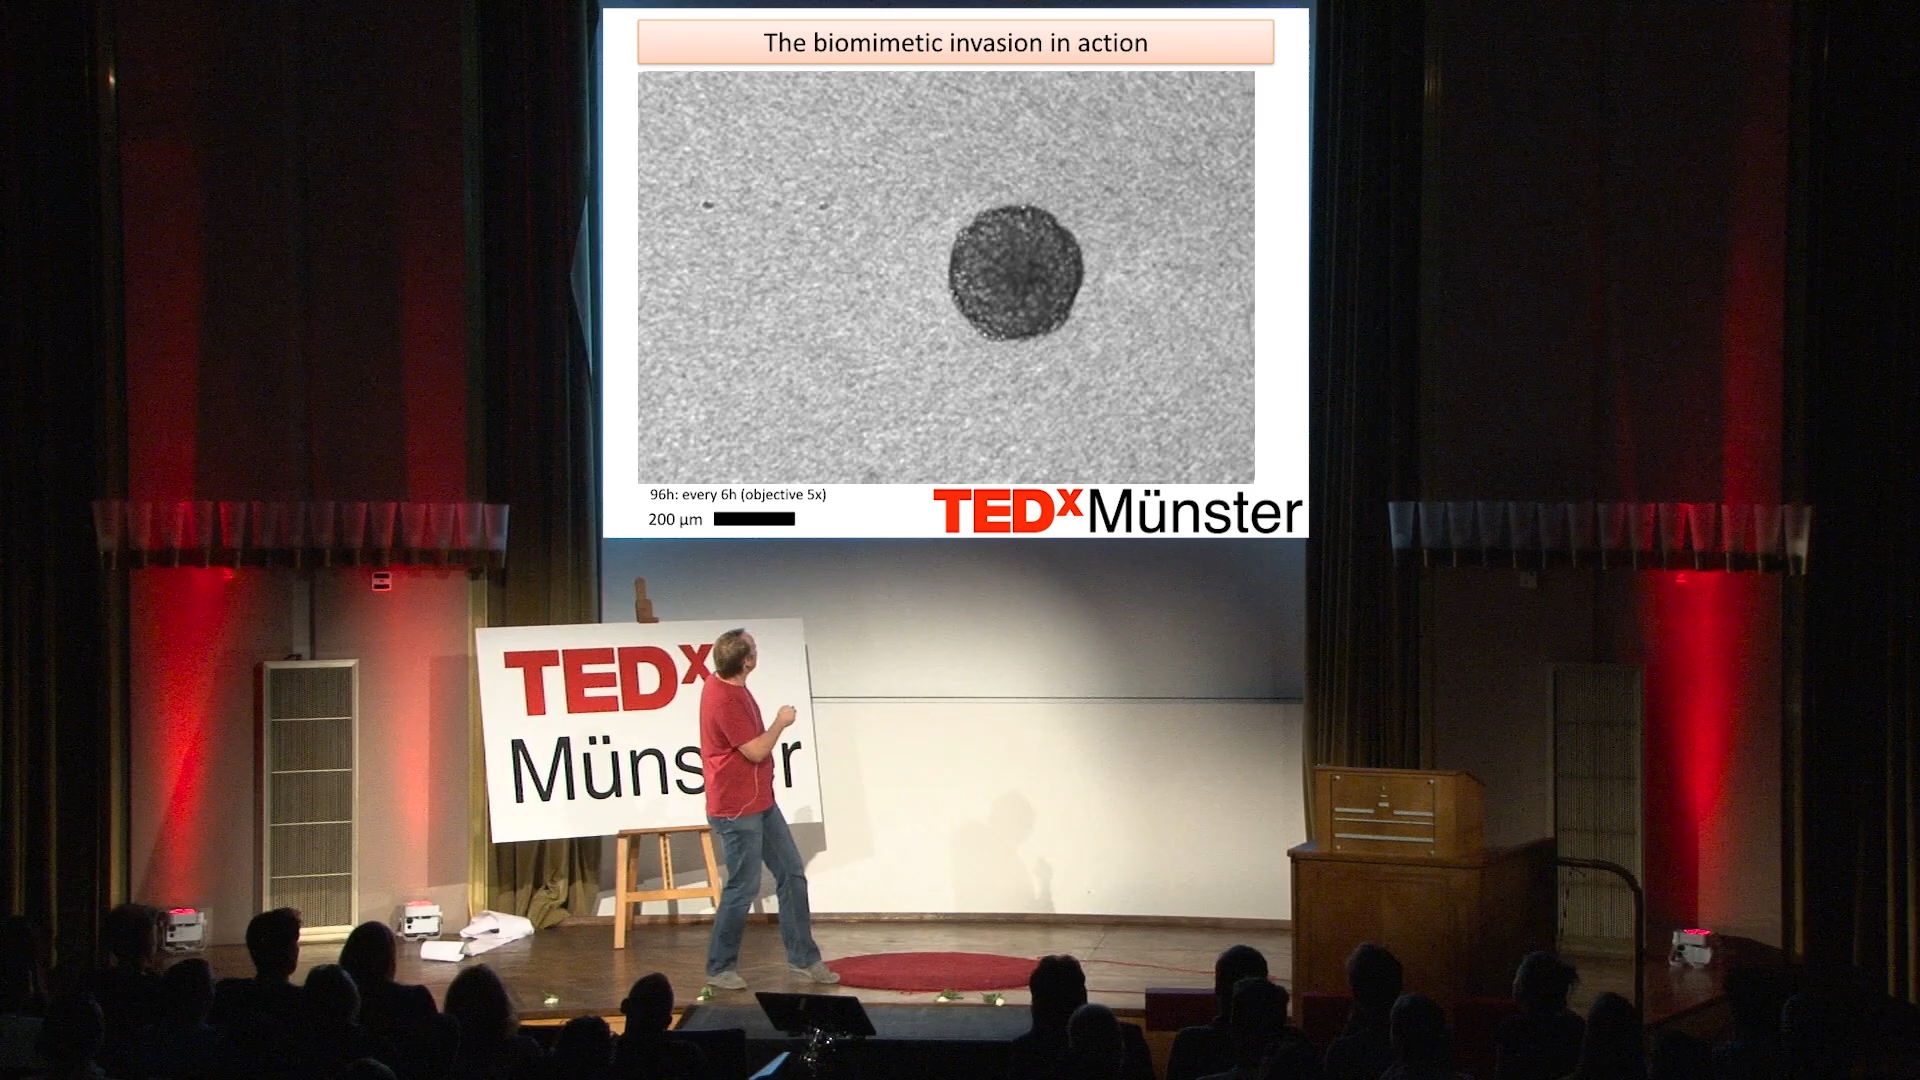 The biomimetic invasion in action
96h: every 6h (objective 5x)
200 μm
TEDx Münster
TEDx
Müns r